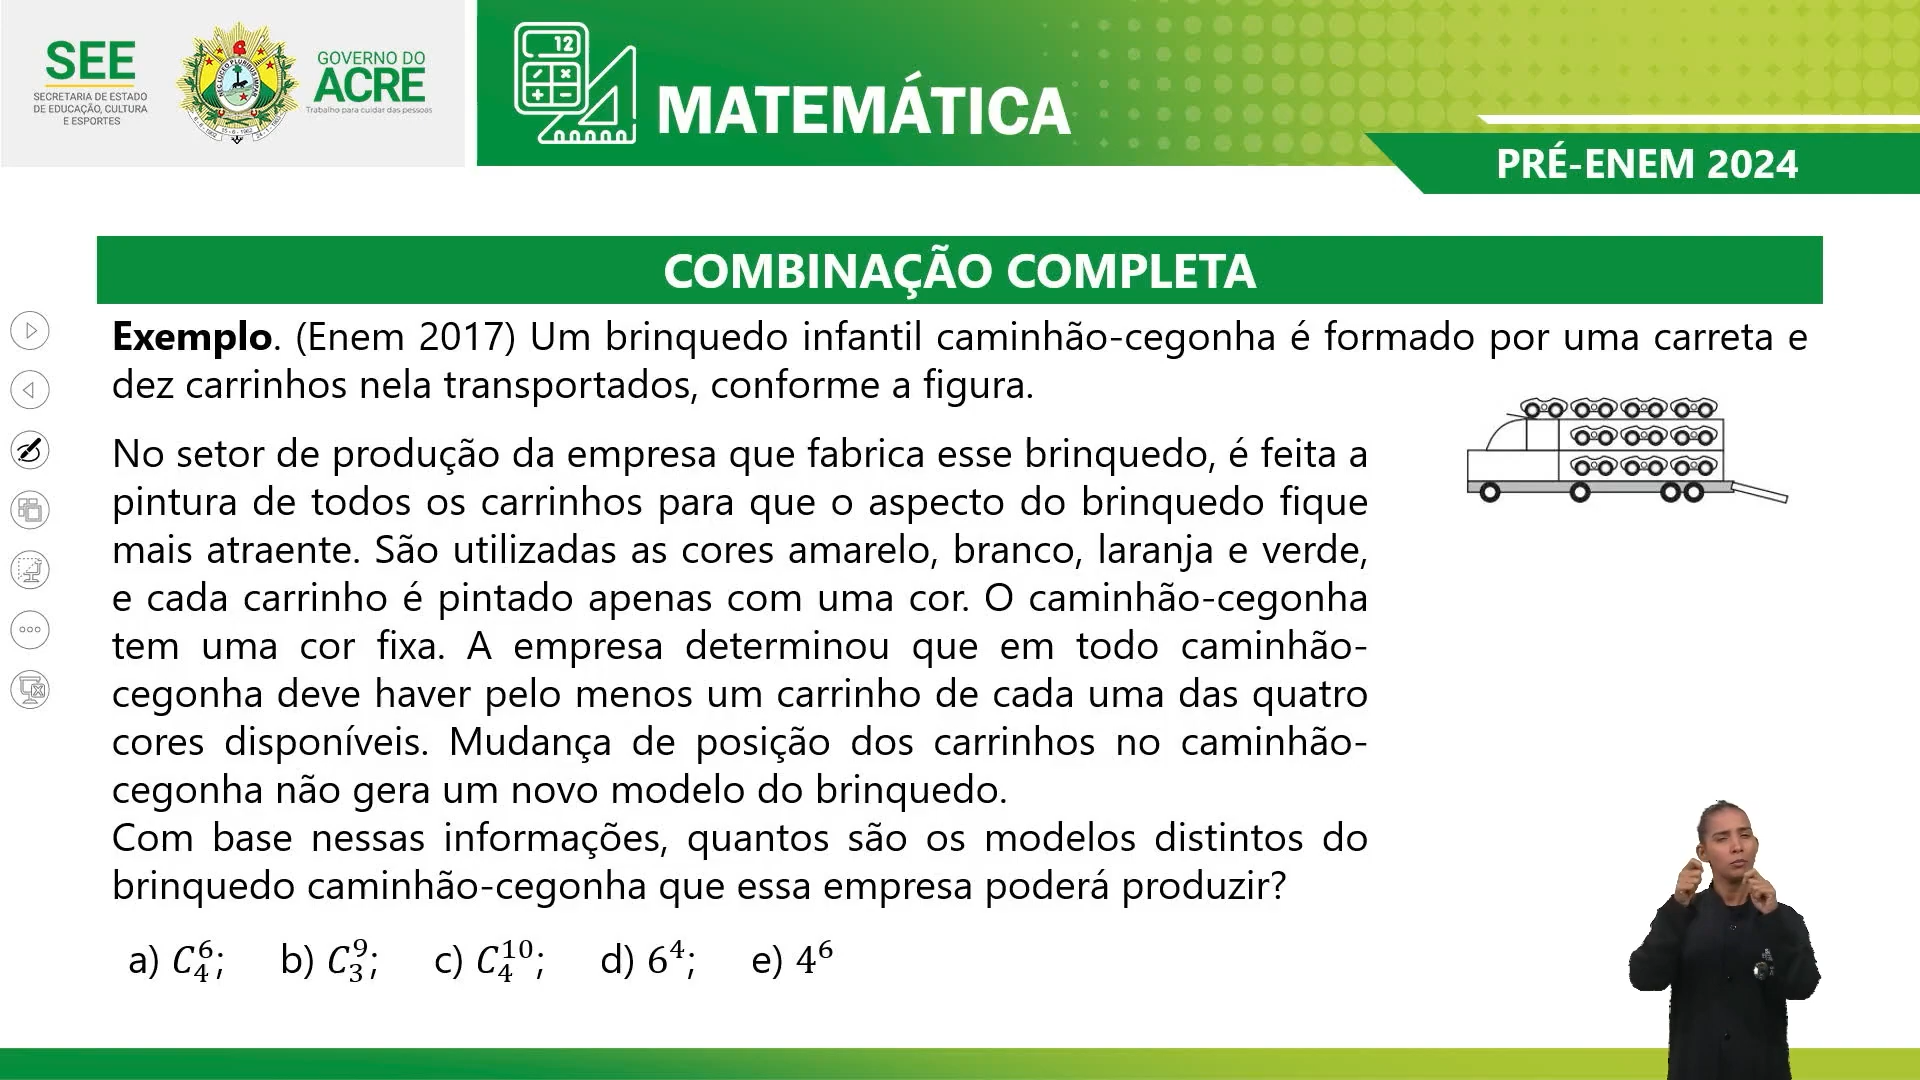 SEE
SECRETARIA DE ESTADO
DE EDUCAÇÃO, CULTURA
E ESPORTES
GOVERNO DO
ACRE
Trabalho para cuidar das pessoas
12
MATEMÁTICA
PRÉ-ENEM 2024
COMBINAÇÃO COMPLETA
Exemplo. (Enem 2017) Um brinquedo infantil caminhão-cegonha é formado por uma carreta e
dez carrinhos nela transportados, conforme a figura.
No setor de produção da empresa que fabrica esse brinquedo, é feita a
pintura de todos os carrinhos para que o aspecto do brinquedo fique
mais atraente. São utilizadas as cores amarelo, branco, laranja e verde,
e cada carrinho é pintado apenas com uma cor. O caminhão-cegonha
tem uma cor fixa. A empresa determinou que em todo caminhão-
cegonha deve haver pelo menos um carrinho de cada uma das quatro
cores disponíveis. Mudança de posição dos carrinhos no caminhão-
cegonha não gera um novo modelo do brinquedo.
Com base nessas informações, quantos são os modelos distintos do
brinquedo caminhão-cegonha que essa empresa poderá produzir?
a) C₄⁶; b) C₃⁹; c) C₄¹⁰; d) 6⁴; e) 4⁶